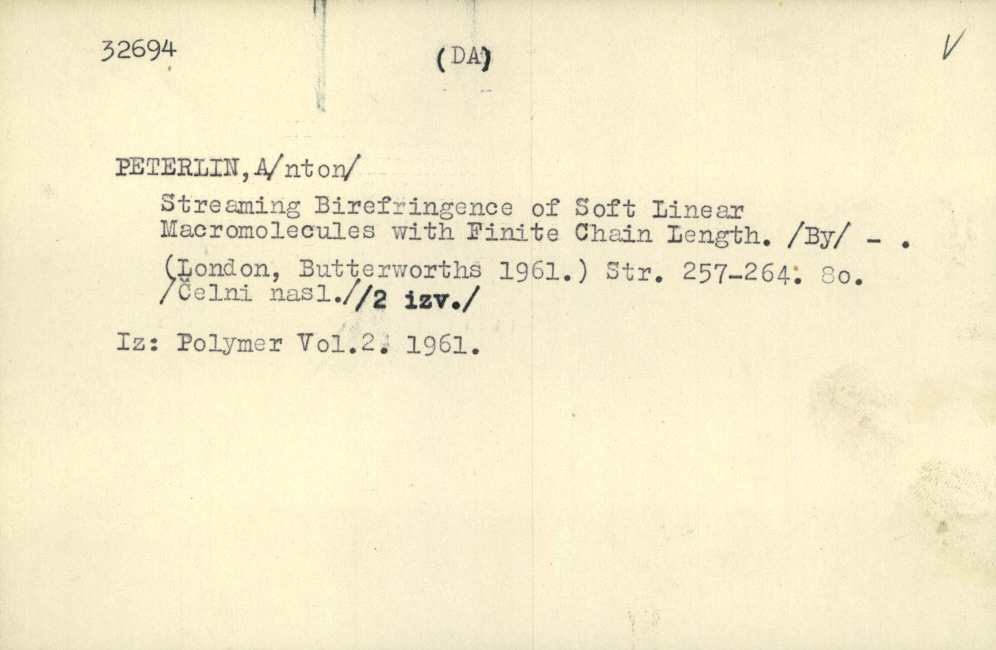 32694
(DA)
V
PETERLIN,A/nton/
Streaming Birefringence of Soft Linear
Macromolecules with Finite Chain Length. /By/ - .
(London, Butterworths 1961.) Str. 257-264. 8o.
/Čelni nasl.//2 izv./
Iz: Polymer Vol.2. 1961.